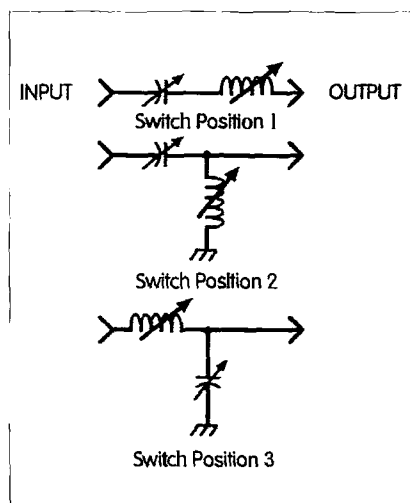 INPUT OUTPUT
Switch Position 1
Switch Position 2
Switch Position 3